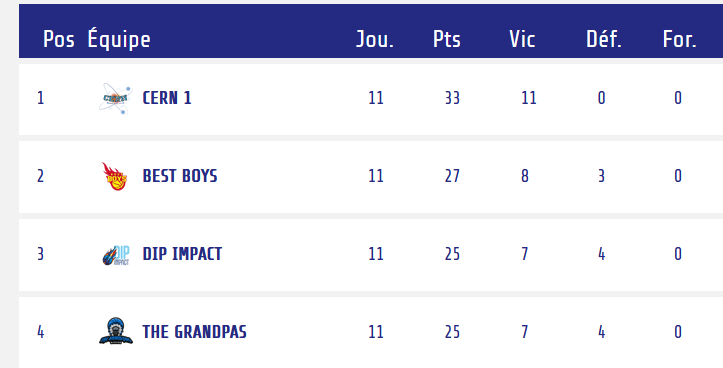 Pos Équipe Jou. Pts Vic Déf. For.
1 CERN 1 11 33 11 0 0
2 BEST BOYS 11 27 8 3 0
3 DIP IMPACT DIP IMPACT 11 25 7 4 0
4 THE GRANDPAS 11 25 7 4 0